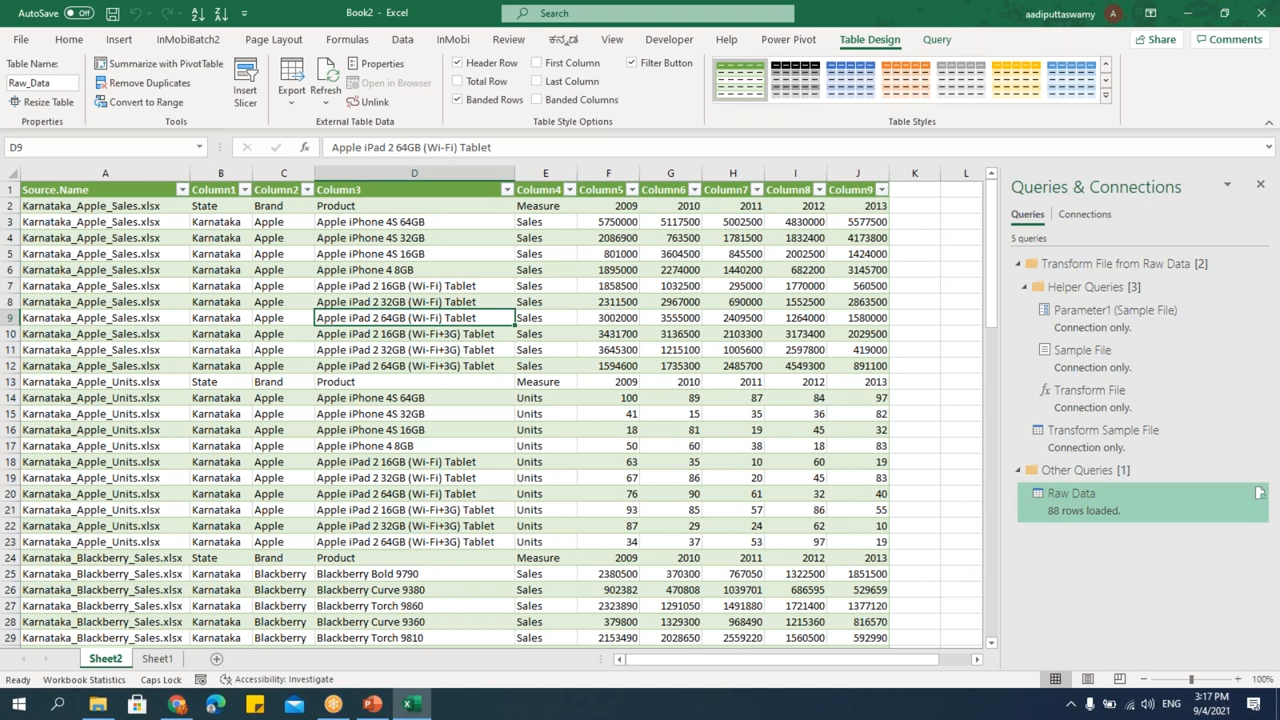 AutoSave Off Book2 - Excel Search aadiputtaswamy A
File Home Insert InMobiBatch2 Page Layout Formulas Data InMobi Review ಕನ್ನಡ View Developer Help Power Pivot Table Design Query Share Comments
Table Name: Summarize with PivotTable Properties Header Row First Column Filter Button
Raw_Data Remove Duplicates Insert Slicer Export Refresh Open in Browser Total Row Last Column
Resize Table Convert to Range Unlink Banded Rows Banded Columns
Properties Tools External Table Data Table Style Options Table Styles
D9 fx Apple iPad 2 64GB (Wi-Fi) Tablet
A B C D E F G H I J K L
1 Source.Name Column1 Column2 Column3 Column4 Column5 Column6 Column7 Column8 Column9
2 Karnataka_Apple_Sales.xlsx State Brand Product Measure 2009 2010 2011 2012 2013
3 Karnataka_Apple_Sales.xlsx Karnataka Apple Apple iPhone 4S 64GB Sales 5750000 5117500 5002500 4830000 5577500
4 Karnataka_Apple_Sales.xlsx Karnataka Apple Apple iPhone 4S 32GB Sales 2086900 763500 1781500 1832400 4173800
5 Karnataka_Apple_Sales.xlsx Karnataka Apple Apple iPhone 4S 16GB Sales 801000 3604500 845500 2002500 1424000
6 Karnataka_Apple_Sales.xlsx Karnataka Apple Apple iPhone 4 8GB Sales 1895000 2274000 1440200 682200 3145700
7 Karnataka_Apple_Sales.xlsx Karnataka Apple Apple iPad 2 16GB (Wi-Fi) Tablet Sales 1858500 1032500 295000 1770000 560500
8 Karnataka_Apple_Sales.xlsx Karnataka Apple Apple iPad 2 32GB (Wi-Fi) Tablet Sales 2311500 2967000 690000 1552500 2863500
9 Karnataka_Apple_Sales.xlsx Karnataka Apple Apple iPad 2 64GB (Wi-Fi) Tablet Sales 3002000 3555000 2409500 1264000 1580000
10 Karnataka_Apple_Sales.xlsx Karnataka Apple Apple iPad 2 16GB (Wi-Fi+3G) Tablet Sales 3431700 3136500 2103300 3173400 2029500
11 Karnataka_Apple_Sales.xlsx Karnataka Apple Apple iPad 2 32GB (Wi-Fi+3G) Tablet Sales 3645300 1215100 1005600 2597800 419000
12 Karnataka_Apple_Sales.xlsx Karnataka Apple Apple iPad 2 64GB (Wi-Fi+3G) Tablet Sales 1594600 1735300 2485700 4549300 891100
13 Karnataka_Apple_Units.xlsx State Brand Product Measure 2009 2010 2011 2012 2013
14 Karnataka_Apple_Units.xlsx Karnataka Apple Apple iPhone 4S 64GB Units 100 89 87 84 97
15 Karnataka_Apple_Units.xlsx Karnataka Apple Apple iPhone 4S 32GB Units 41 15 35 36 82
16 Karnataka_Apple_Units.xlsx Karnataka Apple Apple iPhone 4S 16GB Units 18 81 19 45 32
17 Karnataka_Apple_Units.xlsx Karnataka Apple Apple iPhone 4 8GB Units 50 60 38 18 83
18 Karnataka_Apple_Units.xlsx Karnataka Apple Apple iPad 2 16GB (Wi-Fi) Tablet Units 63 35 10 60 19
19 Karnataka_Apple_Units.xlsx Karnataka Apple Apple iPad 2 32GB (Wi-Fi) Tablet Units 67 86 20 45 83
20 Karnataka_Apple_Units.xlsx Karnataka Apple Apple iPad 2 64GB (Wi-Fi) Tablet Units 76 90 61 32 40
21 Karnataka_Apple_Units.xlsx Karnataka Apple Apple iPad 2 16GB (Wi-Fi+3G) Tablet Units 93 85 57 86 55
22 Karnataka_Apple_Units.xlsx Karnataka Apple Apple iPad 2 32GB (Wi-Fi+3G) Tablet Units 87 29 24 62 10
23 Karnataka_Apple_Units.xlsx Karnataka Apple Apple iPad 2 64GB (Wi-Fi+3G) Tablet Units 34 37 53 97 19
24 Karnataka_Blackberry_Sales.xlsx State Brand Product Measure 2009 2010 2011 2012 2013
25 Karnataka_Blackberry_Sales.xlsx Karnataka Blackberry Blackberry Bold 9790 Sales 2380500 370300 767050 1322500 1851500
26 Karnataka_Blackberry_Sales.xlsx Karnataka Blackberry Blackberry Curve 9380 Sales 902382 470808 1039701 686595 529659
27 Karnataka_Blackberry_Sales.xlsx Karnataka Blackberry Blackberry Torch 9860 Sales 2323890 1291050 1491880 1721400 1377120
28 Karnataka_Blackberry_Sales.xlsx Karnataka Blackberry Blackberry Curve 9360 Sales 379800 1329300 968490 1215360 816570
29 Karnataka_Blackberry_Sales.xlsx Karnataka Blackberry Blackberry Torch 9810 Sales 2153490 2028650 2559220 1560500 592990
Queries & Connections
Queries Connections
5 queries
Transform File from Raw Data [2]
Helper Queries [3]
Parameter1 (Sample File)
Connection only.
Sample File
Connection only.
fx Transform File
Connection only.
Transform Sample File
Connection only.
Other Queries [1]
Raw Data
88 rows loaded.
Sheet2 Sheet1
Ready Workbook Statistics Caps Lock Accessibility: Investigate 100%
ENG 3:17 PM
9/4/2021